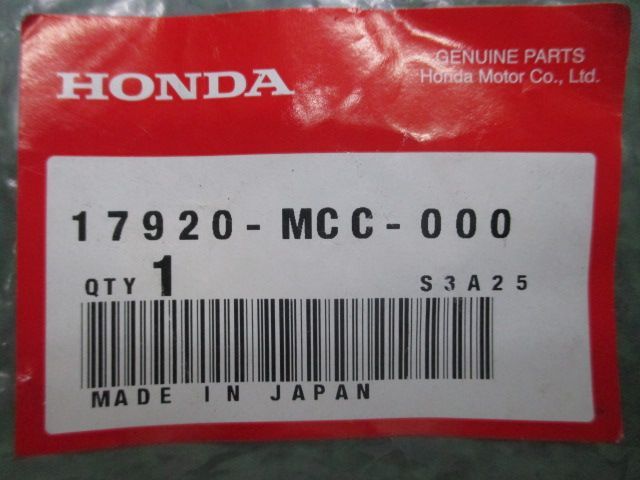 HONDA
GENUINE PARTS
Honda Motor Co., Ltd.
17920-MCC-000
QTY 1 S3A25
MADE IN JAPAN